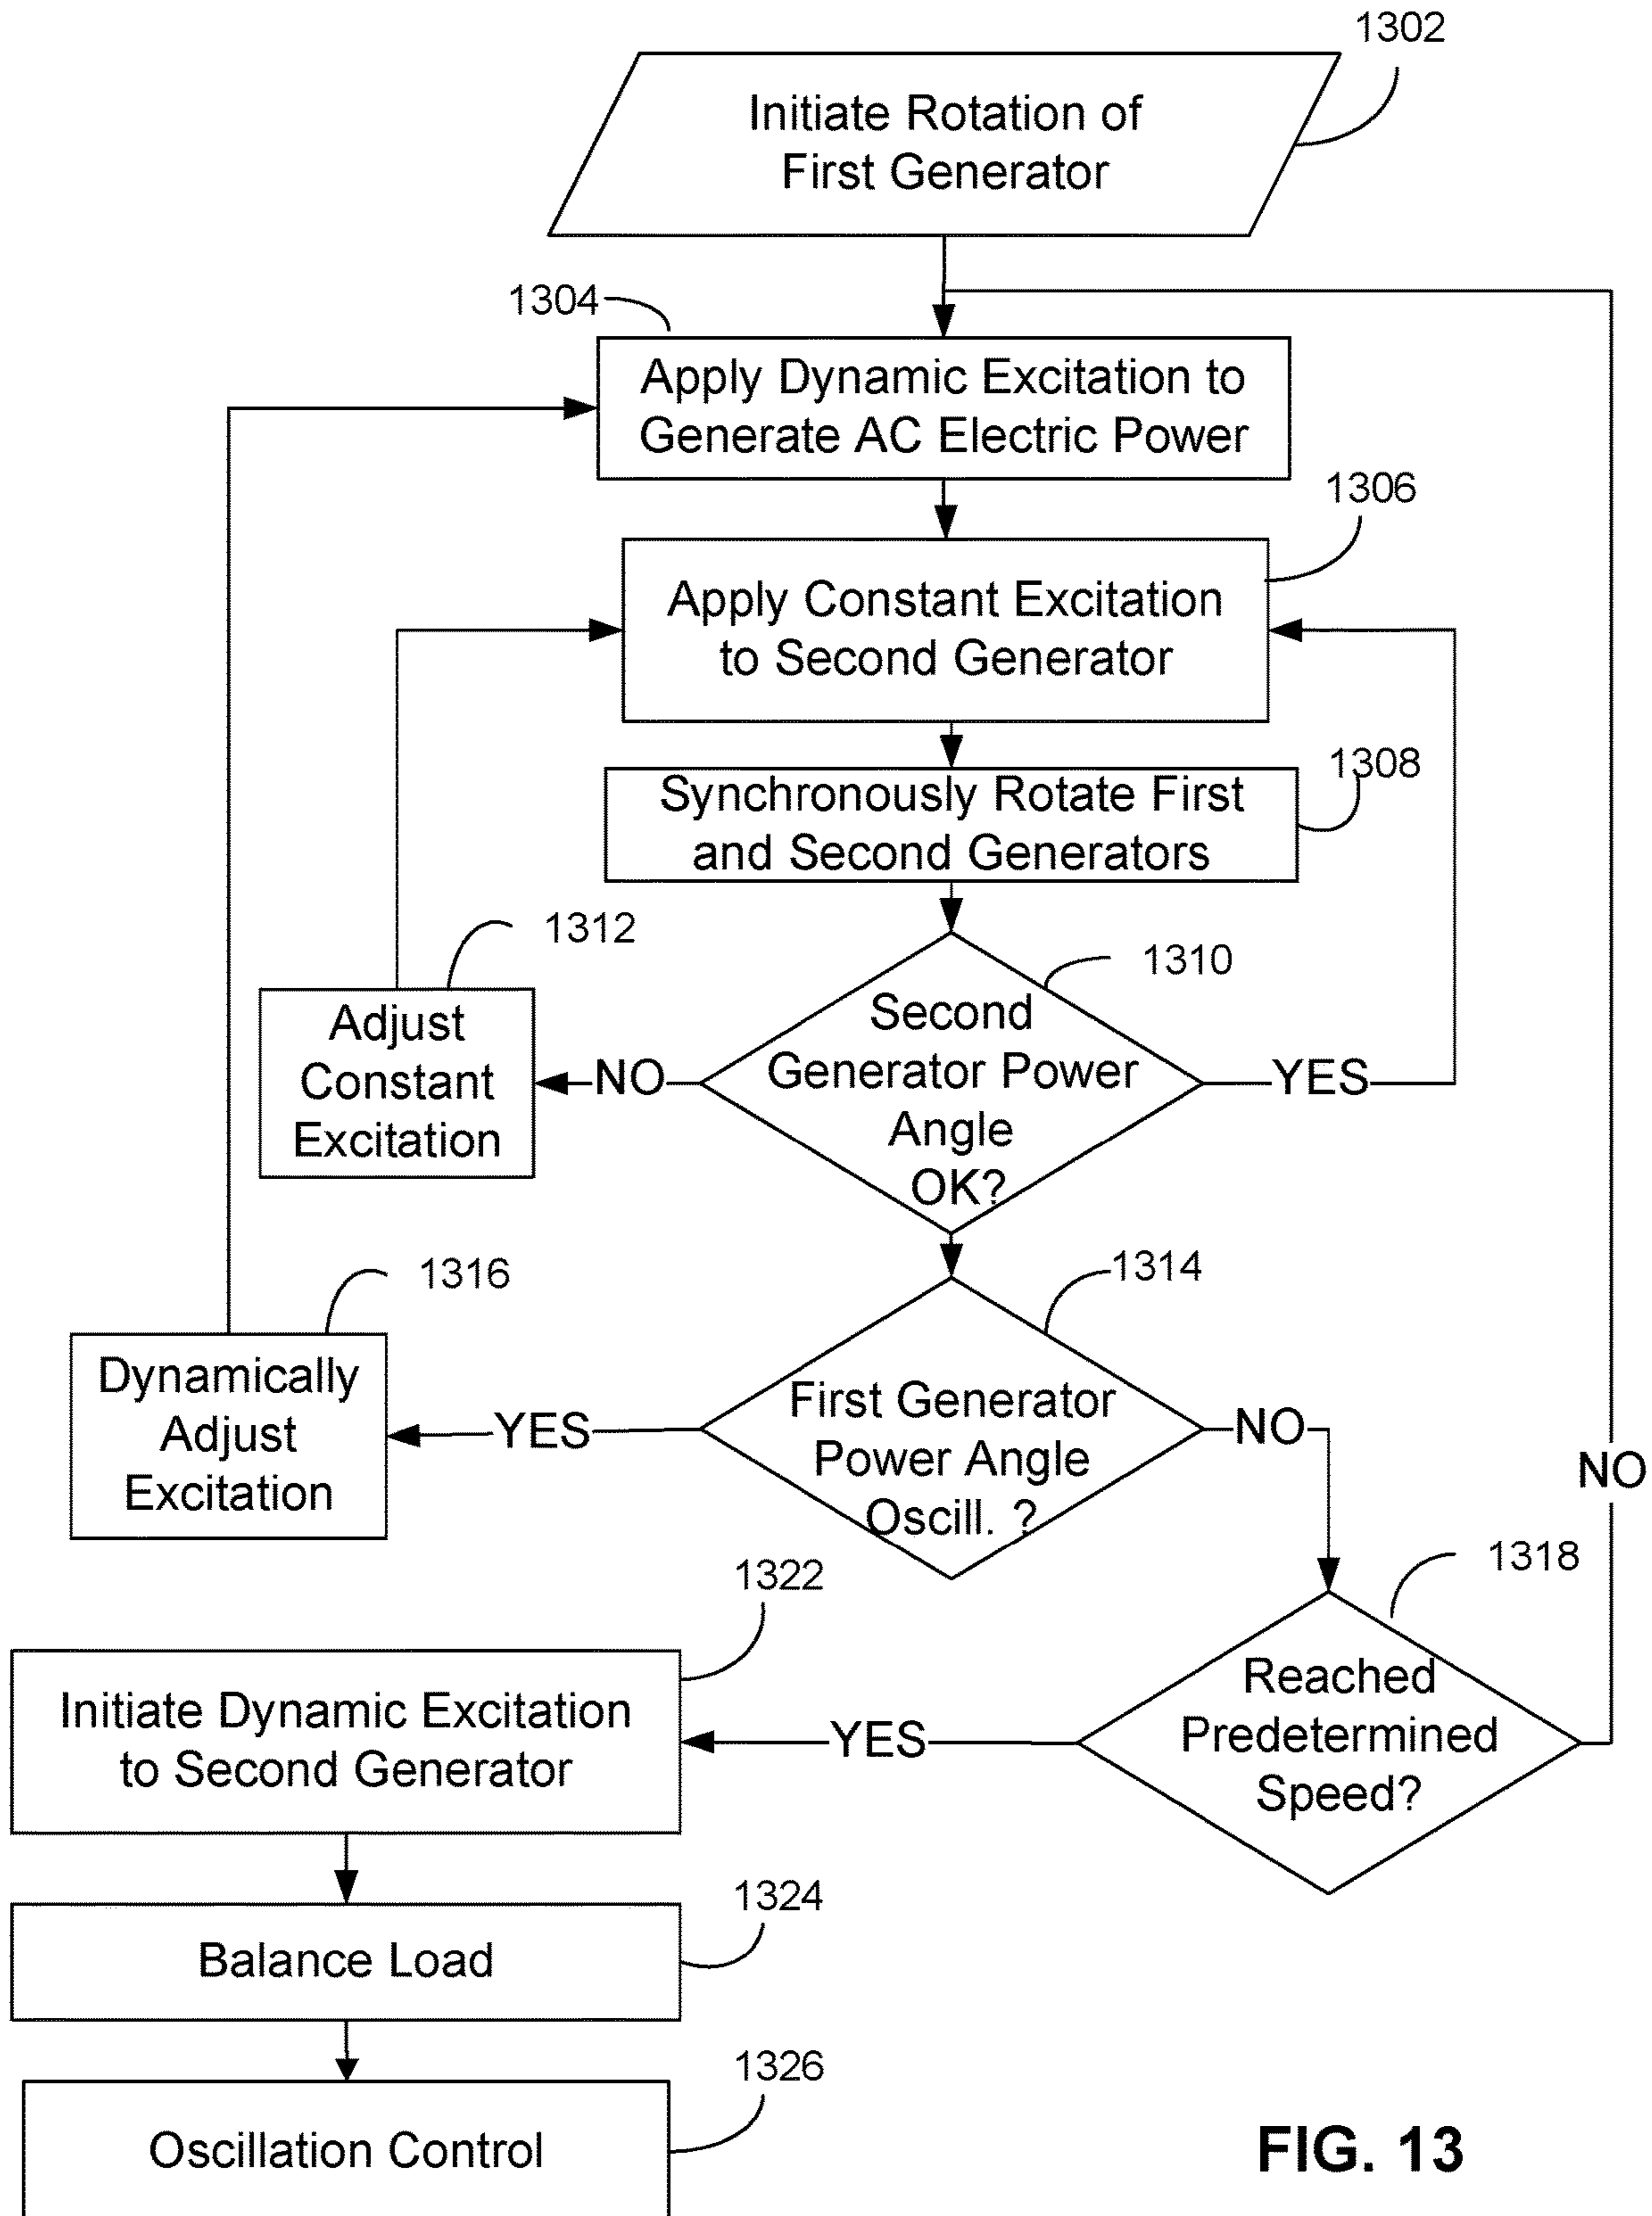 1302
Initiate Rotation of
First Generator
1304
Apply Dynamic Excitation to
Generate AC Electric Power
1306
Apply Constant Excitation
to Second Generator
1308
Synchronously Rotate First
and Second Generators
1312
Adjust
Constant
Excitation
NO
1310
Second
Generator Power
Angle
OK?
YES
1316
Dynamically
Adjust
Excitation
YES
1314
First Generator
Power Angle
Oscill. ?
NO
NO
1318
Reached
Predetermined
Speed?
YES
1322
Initiate Dynamic Excitation
to Second Generator
1324
Balance Load
1326
Oscillation Control
FIG. 13